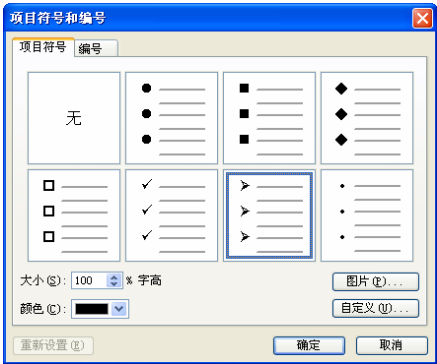 项目符号和编号
项目符号 编号
无
大小(S): 100 % 字高
图片(P)...
颜色(C):
自定义(U)...
重新设置(E)
确定 取消